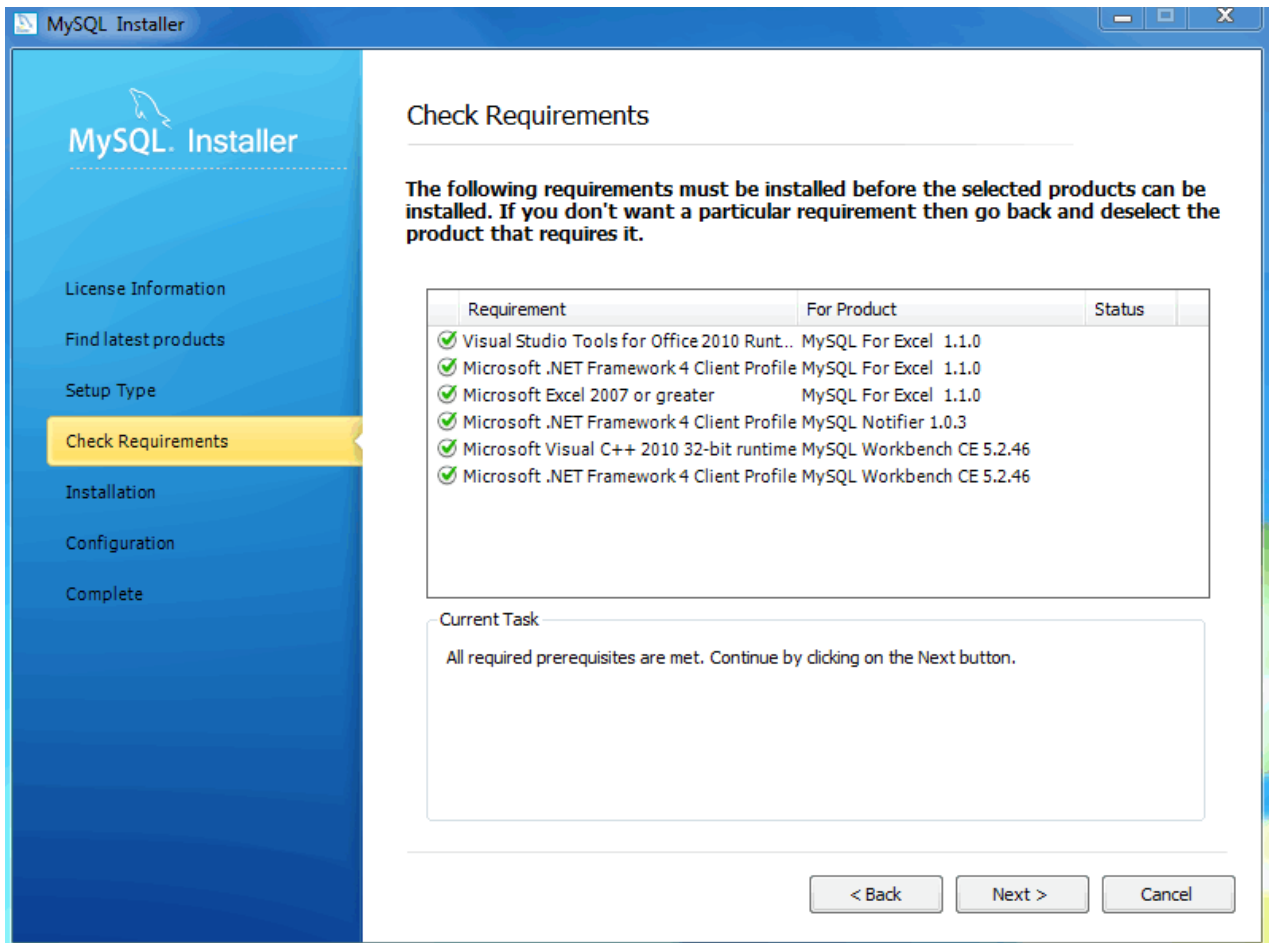 MySQL Installer
MySQL. Installer
License Information
Find latest products
Setup Type
Check Requirements
Installation
Configuration
Complete
Check Requirements
The following requirements must be installed before the selected products can be
installed. If you don't want a particular requirement then go back and deselect the
product that requires it.
Requirement For Product Status
Visual Studio Tools for Office 2010 Runt... MySQL For Excel 1.1.0
Microsoft .NET Framework 4 Client Profile MySQL For Excel 1.1.0
Microsoft Excel 2007 or greater MySQL For Excel 1.1.0
Microsoft .NET Framework 4 Client Profile MySQL Notifier 1.0.3
Microsoft Visual C++ 2010 32-bit runtime MySQL Workbench CE 5.2.46
Microsoft .NET Framework 4 Client Profile MySQL Workbench CE 5.2.46
Current Task
All required prerequisites are met. Continue by clicking on the Next button.
< Back Next > Cancel